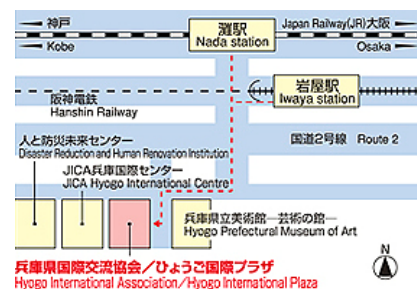 神戸
Kobe
灘駅
Nada station
Japan Railway(JR)大阪
Osaka
岩屋駅
Iwaya station
阪神電鉄
Hanshin Railway
国道2号線 Route 2
人と防災未来センター
Disaster Reduction and Human Renovation Institution
JICA兵庫国際センター
JICA Hyogo International Centre
兵庫県立美術館―芸術の館―
Hyogo Prefectural Museum of Art
兵庫県国際交流協会/ひょうご国際プラザ
Hyogo International Association/Hyogo International Plaza
N